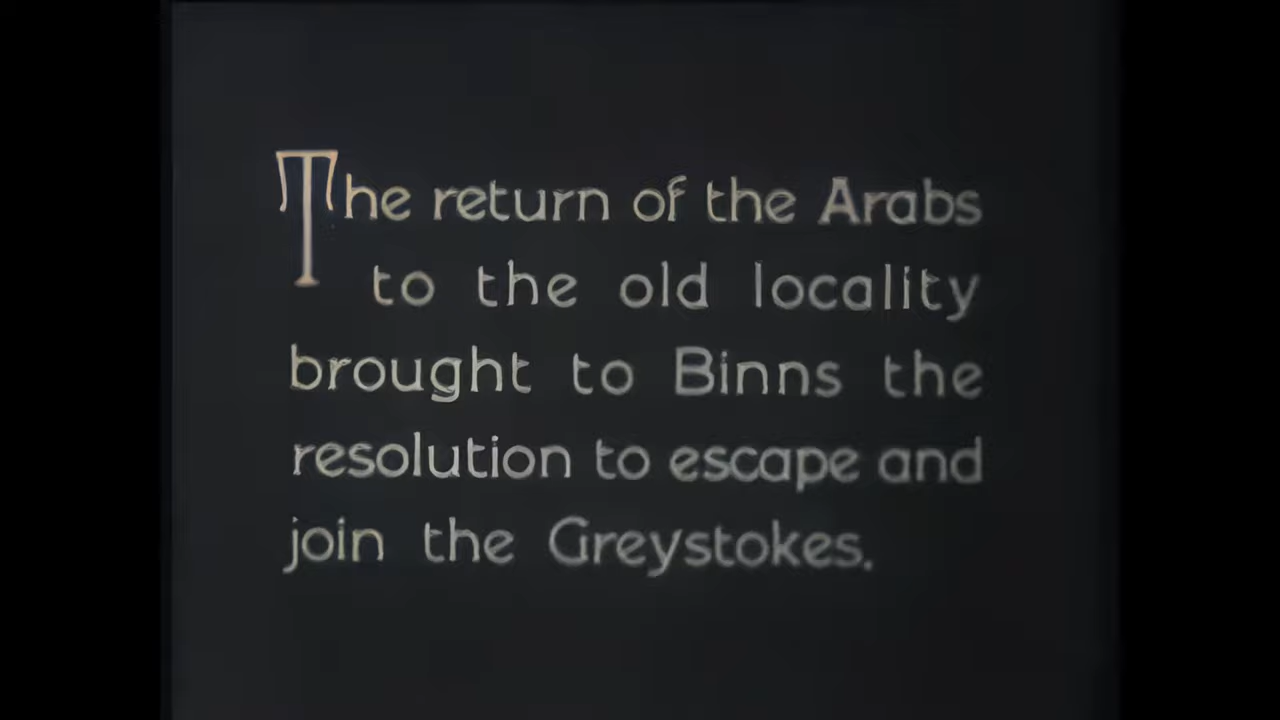 The return of the Arabs
to the old locality
brought to Binns the
resolution to escape and
join the Greystokes.